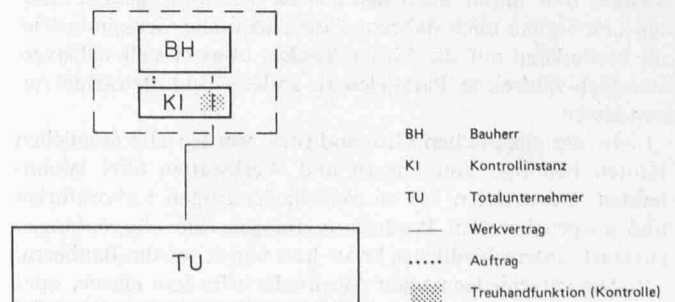 BH
KI
TU
BH Bauherr
KI Kontrollinstanz
TU Totalunternehmer
Werkvertrag
Auftrag
Treuhandfunktion (Kontrolle)